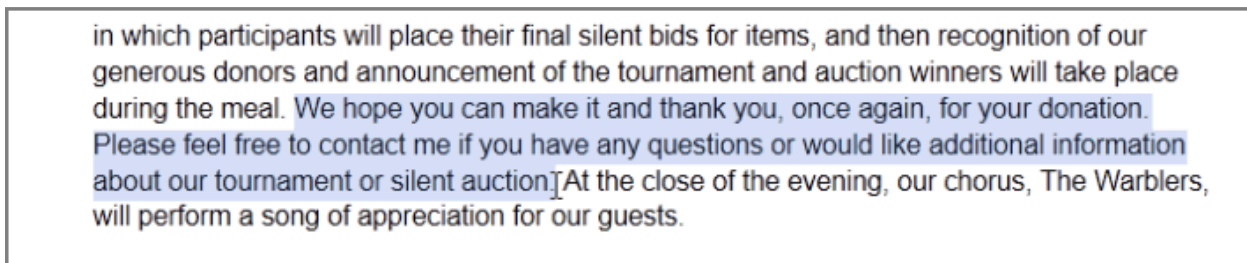 in which participants will place their final silent bids for items, and then recognition of our
generous donors and announcement of the tournament and auction winners will take place
during the meal. We hope you can make it and thank you, once again, for your donation.
Please feel free to contact me if you have any questions or would like additional information
about our tournament or silent auction. At the close of the evening, our chorus, The Warblers,
will perform a song of appreciation for our guests.